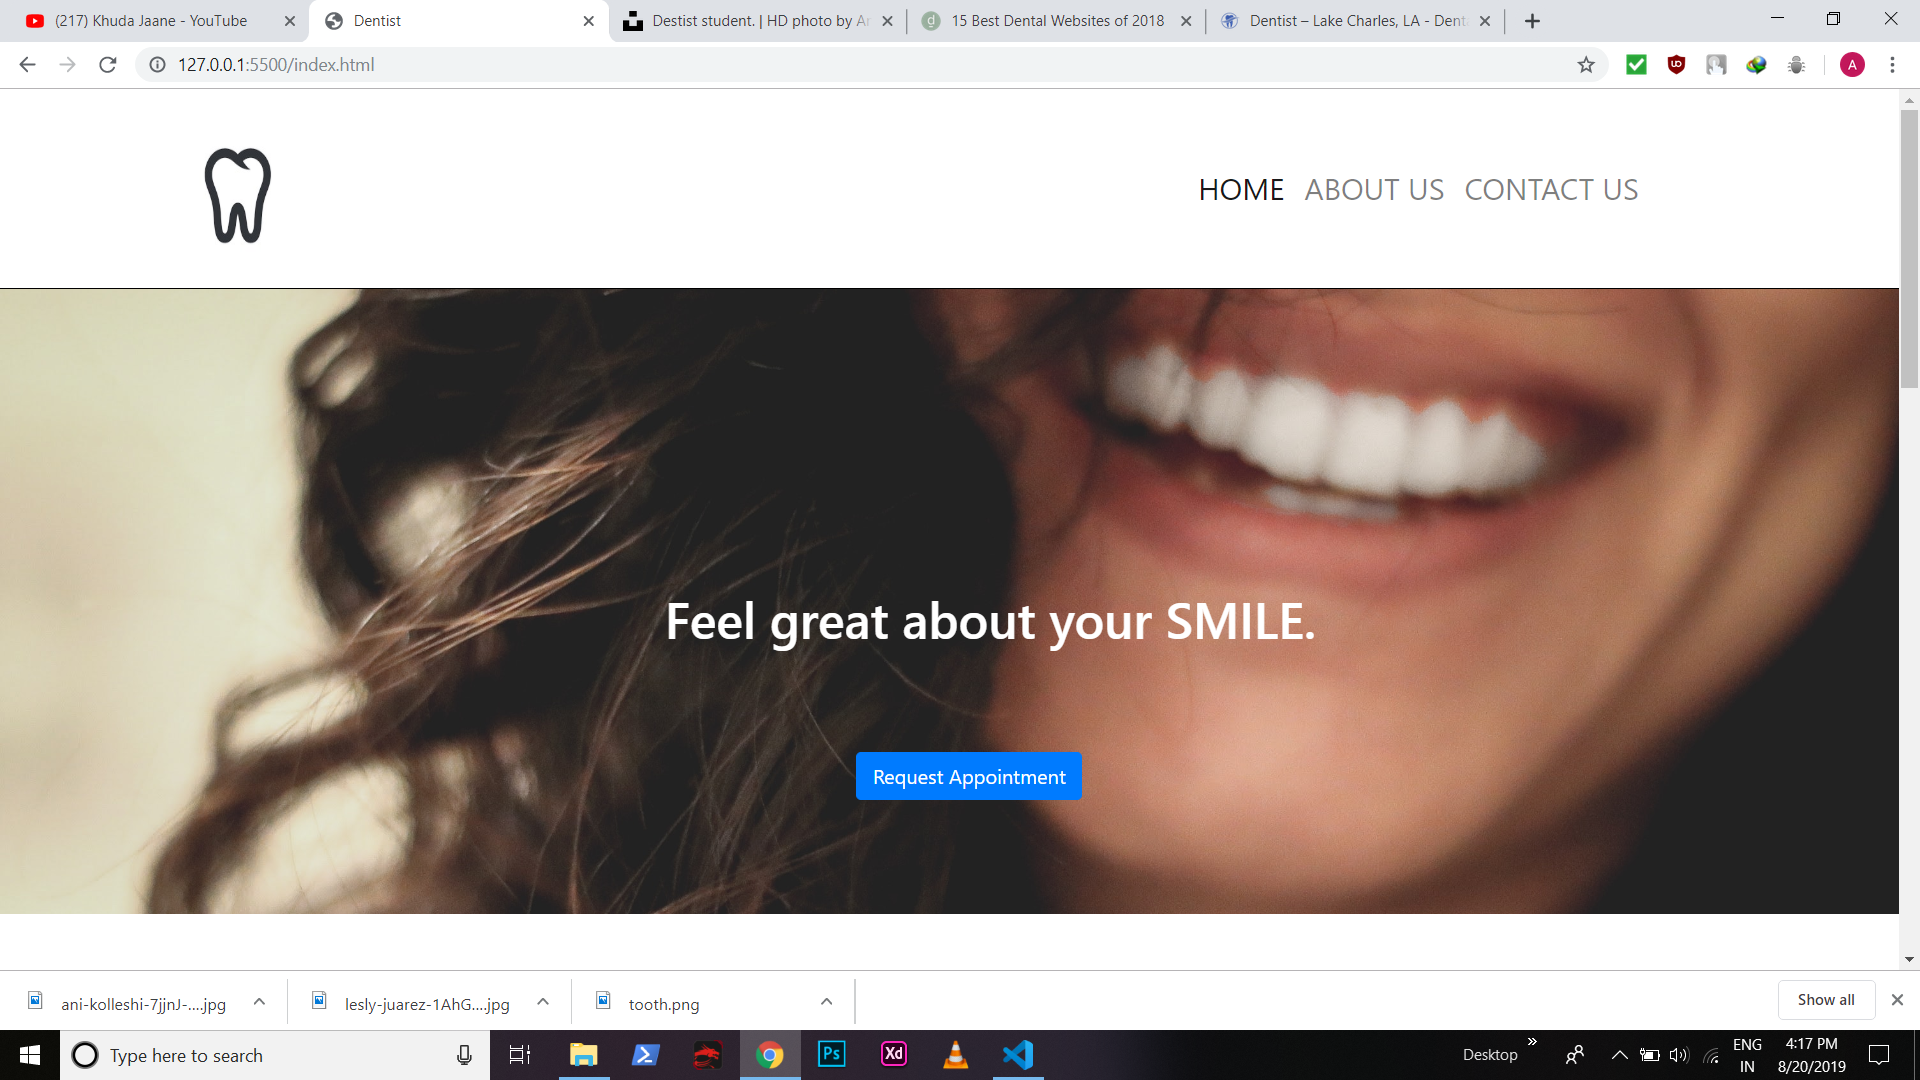 (217) Khuda Jaane - YouTube
Dentist
Destist student. | HD photo by Ar
15 Best Dental Websites of 2018
Dentist – Lake Charles, LA - Dent
127.0.0.1:5500/index.html
A
HOME ABOUT US CONTACT US
Feel great about your SMILE.
Request Appointment
ani-kolleshi-7jjnJ-....jpg
lesly-juarez-1AhG....jpg
tooth.png
Show all
Type here to search
Ps
Xd
Desktop
ENG
IN
4:17 PM
8/20/2019